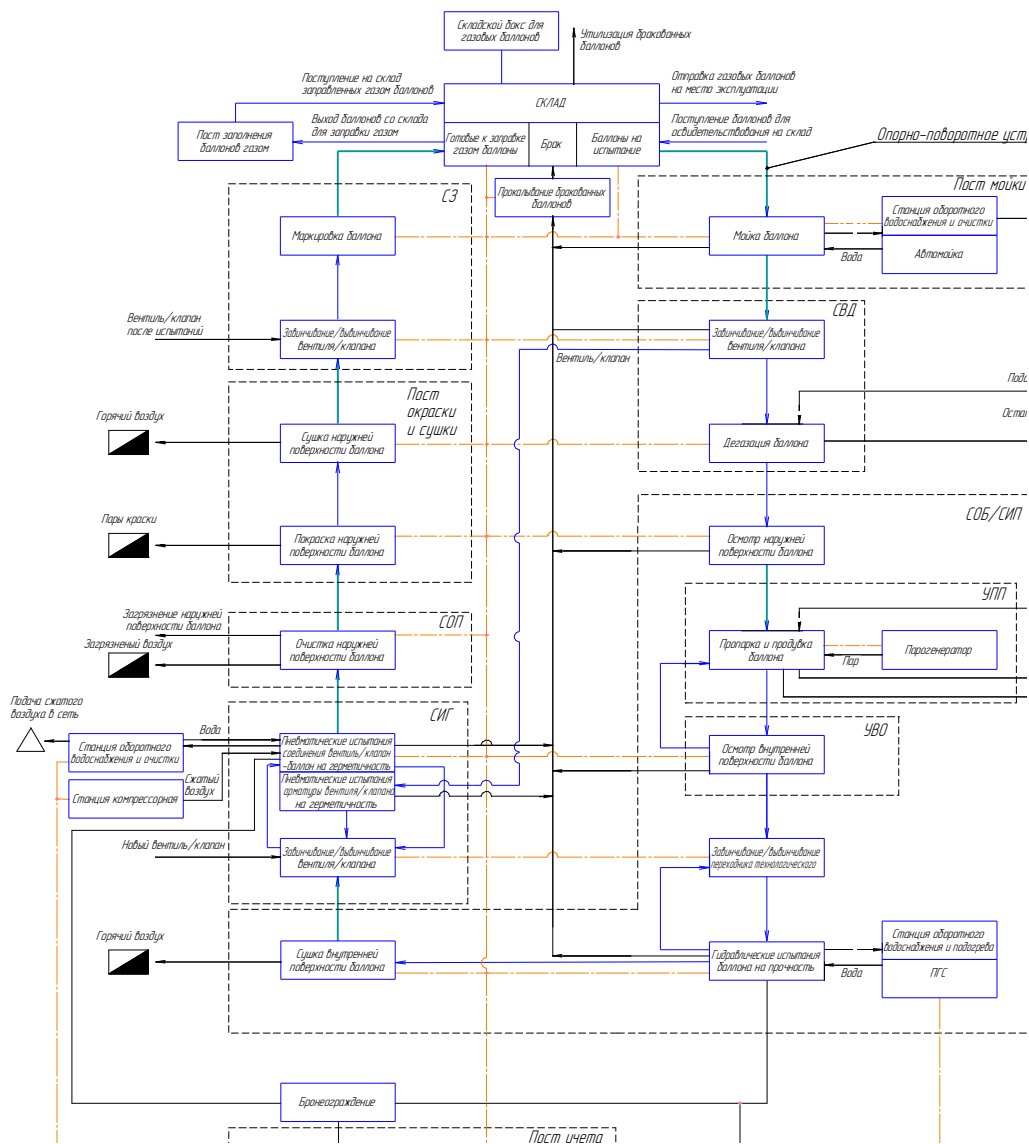 Складской бокс для
газовых баллонов
Утилизация бракованных
баллонов
Поступление на склад
заправленных газом баллонов
Отправка газовых баллонов
на место эксплуатации
СКЛАД
Выход баллонов со склада
для заправки газом
Поступление баллонов для
освидетельствования на склад
Пост заполнения
баллонов газом
Готовые к заправке
газом баллоны
Брак
Баллоны на
испытание
Опорно-поворотное устр
Прокалывание бракованных
баллонов
СЗ
Пост мойки
Маркировка баллона
Мойка баллона
Станция оборотного
водоснабжения и очистки
Вода
Автомойка
СВД
Вентиль/клапан
после испытаний
Завинчивание/вывинчивание
вентиля/клапана
Завинчивание/вывинчивание
вентиля/клапана
Вентиль/клапан
Пода
Пост
окраски
и сушки
Горячий воздух
Сушка наружней
поверхности баллона
Дегазация баллона
Оста
Пары краски
Покраска наружней
поверхности баллона
Осмотр наружней
поверхности баллона
СОБ/СИП
УПП
СОП
Загрязнение наружней
поверхности баллона
Загрязненый воздух
Очистка наружней
поверхности баллона
Пропарка и продувка
баллона
Пар
Парогенератор
Подача сжатого
воздуха в сеть
СИГ
УВО
Вода
Станция оборотного
водоснабжения и очистки
Пневматические испытания
соединения вентиль/клапан
-баллон на герметичность
Осмотр внутренней
поверхности баллона
Сжатый
воздух
Станция компрессорная
Пневматические испытания
арматуры вентиля/клапана
на герметичность
Новый вентиль/клапан
Завинчивание/вывинчивание
вентиля/клапана
Завинчивание/вывинчивание
переходника технологического
Горячий воздух
Сушка внутренней
поверхности баллона
Гидравлические испытания
баллона на прочность
Станция оборотного
водоснабжения и подогрева
Вода
ПГС
Бронеограждение
Пост учета